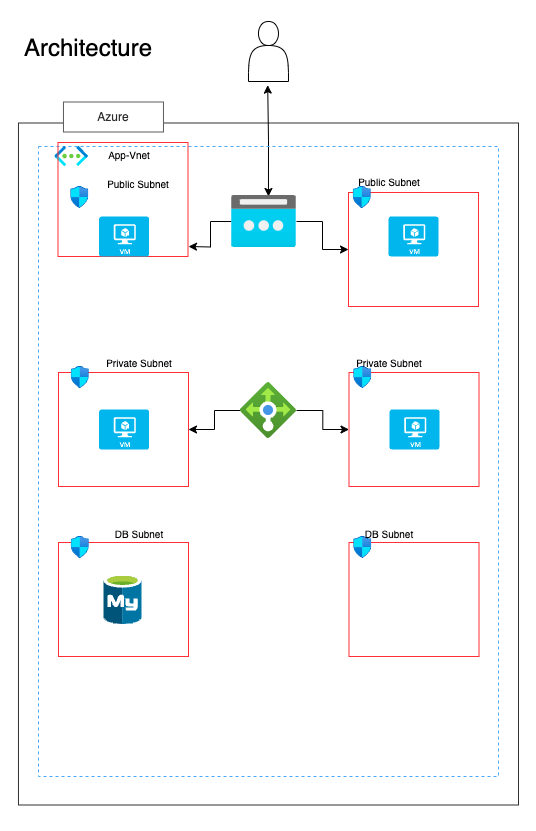 Architecture
Azure
App-Vnet
Public Subnet
Public Subnet
VM
VM
Private Subnet
Private Subnet
VM
VM
DB Subnet
DB Subnet
My